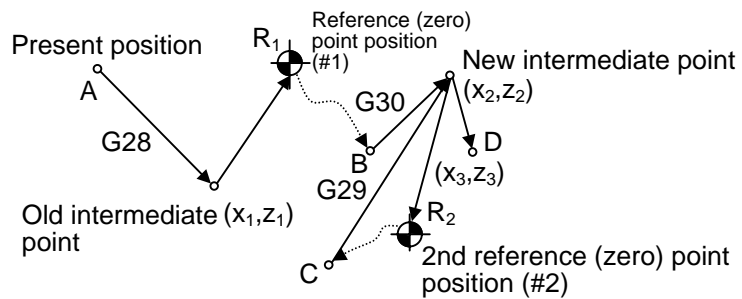 Present position
A
G28
Old intermediate (x1,z1)
point
R1
Reference (zero)
point position
(#1)
G30
B
New intermediate point
(x2,z2)
D
(x3,z3)
G29
R2
C
2nd reference (zero) point
position (#2)